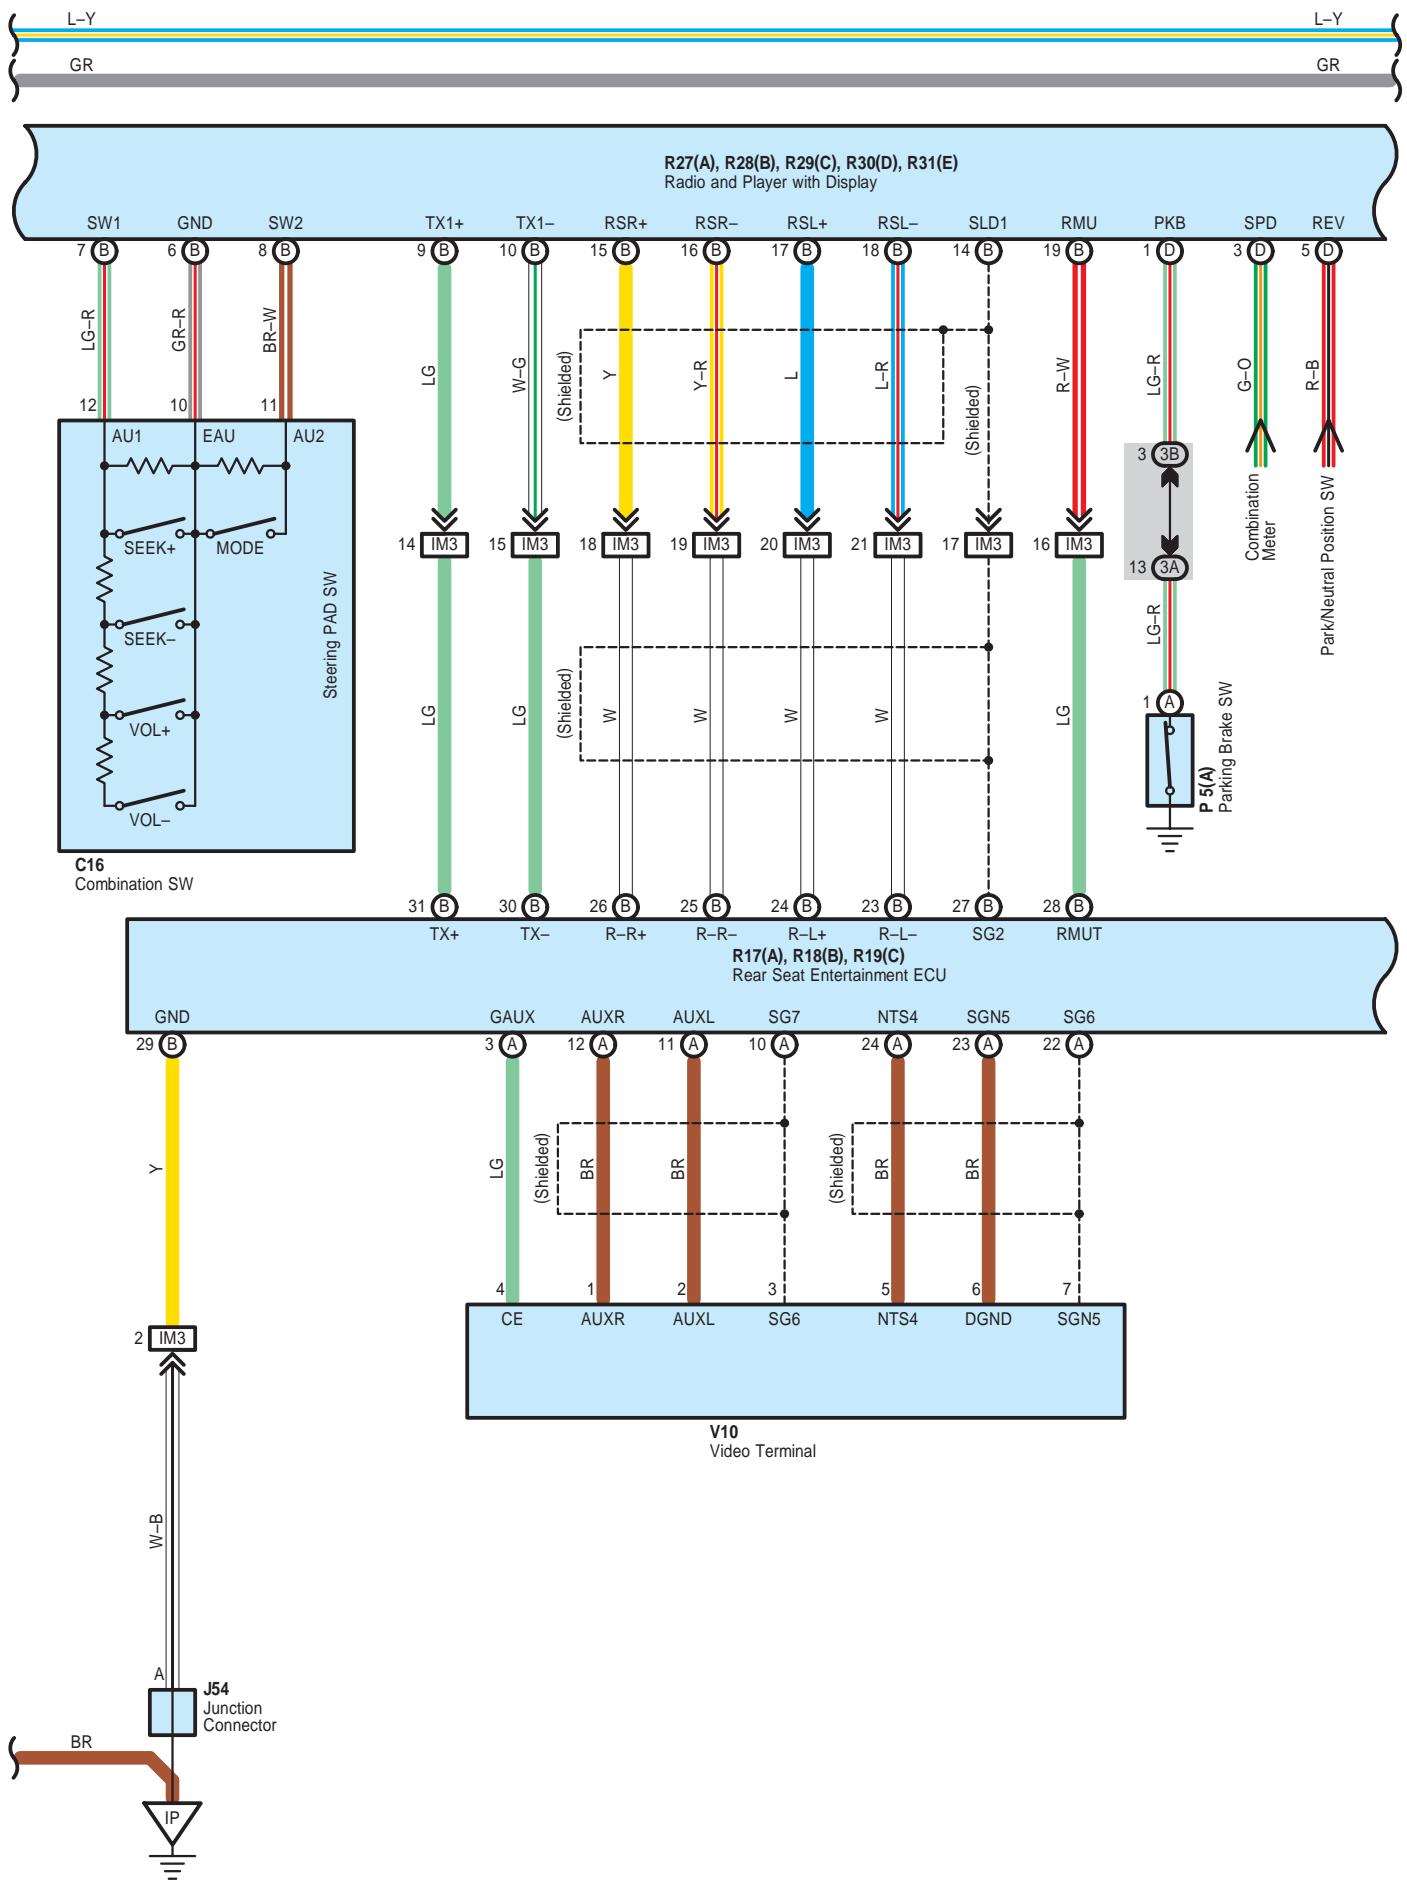 L–Y L–Y
GR GR
R27(A), R28(B), R29(C), R30(D), R31(E)
Radio and Player with Display
SW1 GND SW2 TX1+ TX1– RSR+ RSR– RSL+ RSL– SLD1 RMU PKB SPD REV
7 B 6 B 8 B 9 B 10 B 15 B 16 B 17 B 18 B 14 B 19 B 1 D 3 D 5 D
LG–R GR–R BR–W LG W–G (Shielded) Y Y–R L L–R (Shielded) R–W LG–R G–O R–B
12 10 11
AU1 EAU AU2
3 3B
SEEK+ MODE
14 IM3 15 IM3 18 IM3 19 IM3 20 IM3 21 IM3 17 IM3 16 IM3
13 3A
Combination
Meter
Park/Neutral Position SW
SEEK–
Steering PAD SW
VOL+
VOL–
LG LG (Shielded) W W W W LG LG–R
1 A
P 5(A)
Parking Brake SW
C16
Combination SW
31 B 30 B 26 B 25 B 24 B 23 B 27 B 28 B
TX+ TX– R–R+ R–R– R–L+ R–L– SG2 RMUT
R17(A), R18(B), R19(C)
Rear Seat Entertainment ECU
GND GAUX AUXR AUXL SG7 NTS4 SGN5 SG6
29 B 3 A 12 A 11 A 10 A 24 A 23 A 22 A
Y LG (Shielded) BR BR (Shielded) BR BR
4 1 2 3 5 6 7
CE AUXR AUXL SG6 NTS4 DGND SGN5
2 IM3
V10
Video Terminal
W–B
A
J54
Junction
Connector
BR
IP